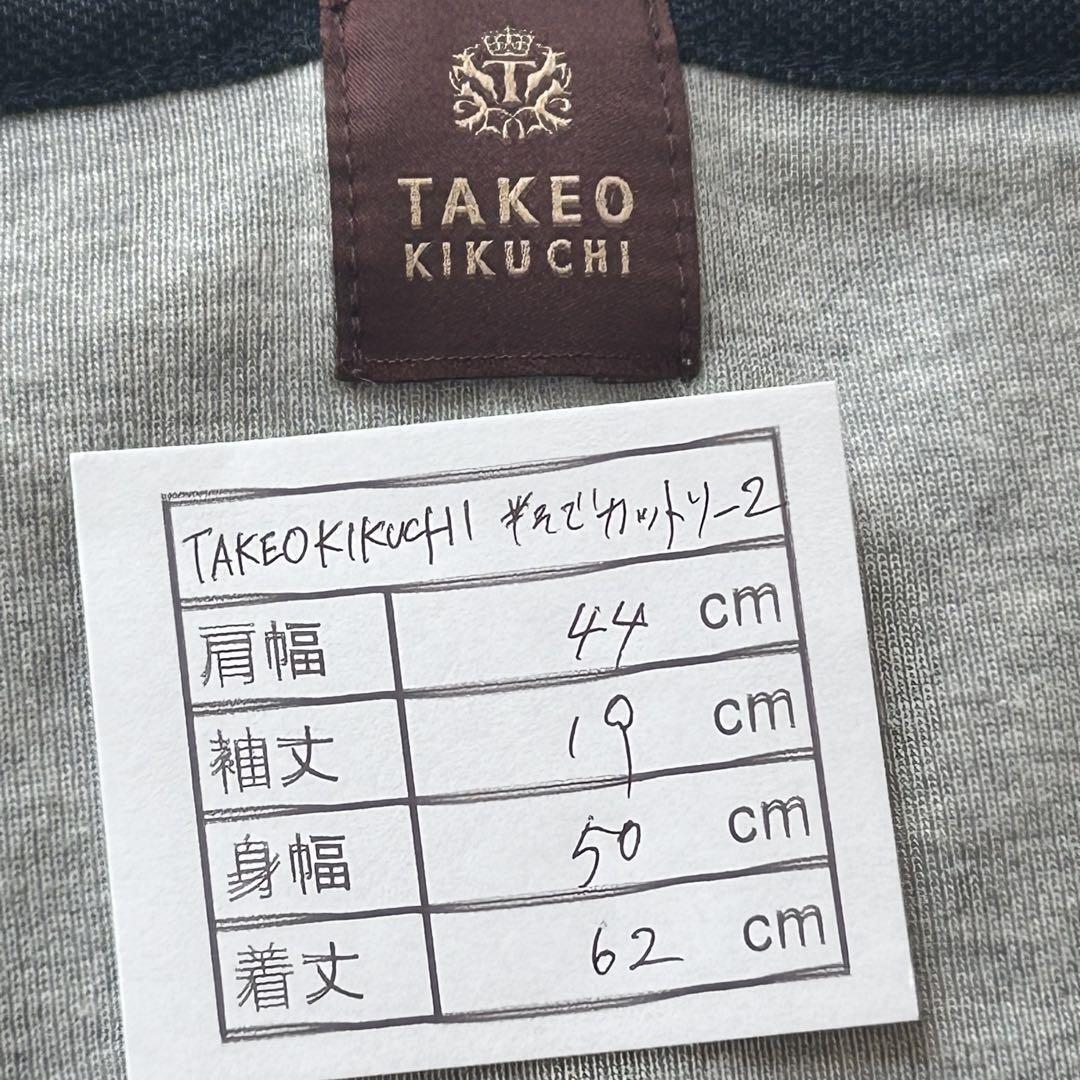 T
TAKEO
KIKUCHI
TAKEOKIKUCHI 半そでカットソー2
肩幅 44 cm
袖丈 19 cm
身幅 50 cm
着丈 62 cm